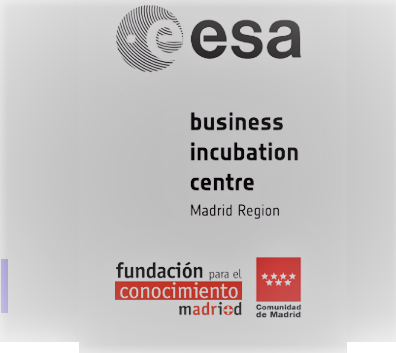 esa
business
incubation
centre
Madrid Region
fundación para el
conocimiento
madri+d
Comunidad
de Madrid